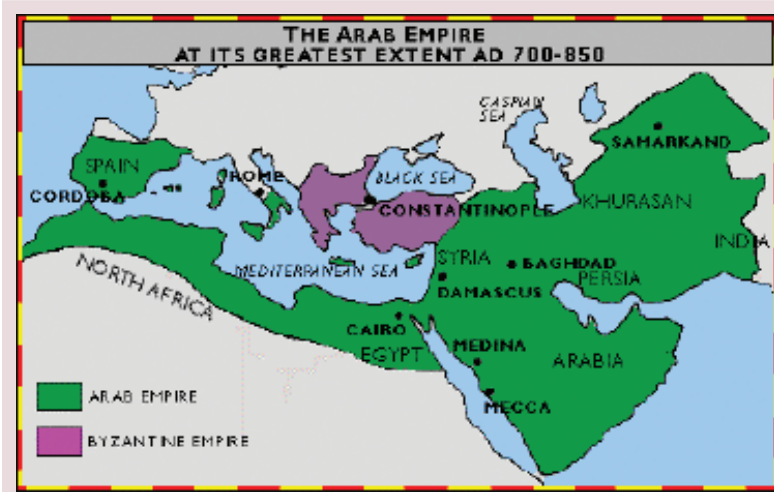 THE ARAB EMPIRE
AT ITS GREATEST EXTENT AD 700-850
CASPIAN
SEA
SAMARKAND
SPAIN
ROME
BLACK SEA
CORDOBA
CONSTANTINOPLE
KHURASAN
INDIA
SYRIA
BAGHDAD
MEDITERRANEAN SEA
PERSIA
NORTH AFRICA
DAMASCUS
CAIRO
MEDINA
EGYPT
ARABIA
MECCA
ARAB EMPIRE
BYZANTINE EMPIRE